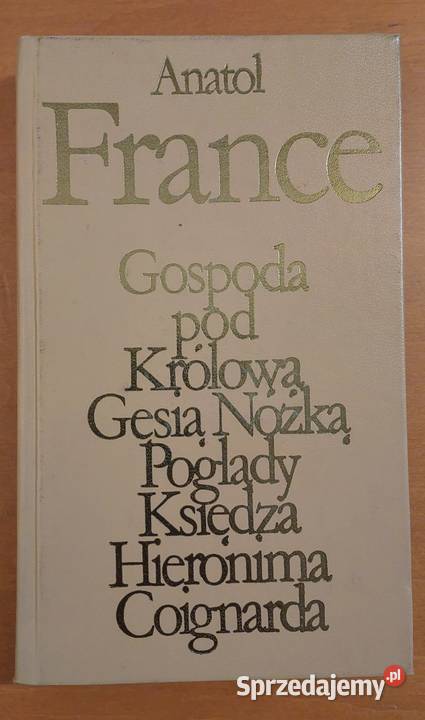 Anatol
France
Gospoda
pod
Królową
Gęsią Nóżką
Poglądy
Księdza
Hieronima
Coignarda
Sprzedajemy.pl